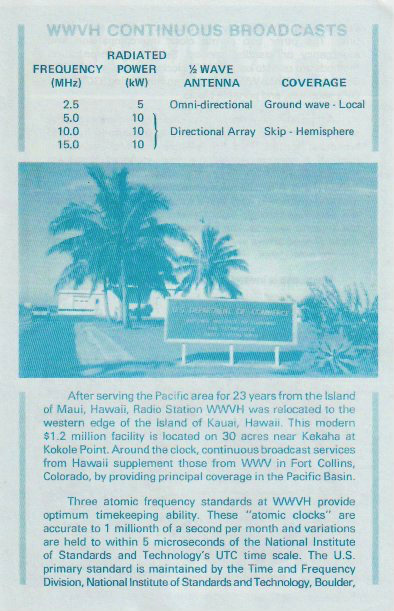 WWVH CONTINUOUS BROADCASTS
RADIATED
FREQUENCY POWER ½ WAVE
(MHz) (kW) ANTENNA COVERAGE
2.5 5 Omni-directional Ground wave - Local
5.0 10
10.0 10 Directional Array Skip - Hemisphere
15.0 10
U.S. DEPARTMENT OF COMMERCE
After serving the Pacific area for 23 years from the Island
of Maui, Hawaii, Radio Station WWVH was relocated to the
western edge of the Island of Kauai, Hawaii. This modern
$1.2 million facility is located on 30 acres near Kekaha at
Kokole Point. Around the clock, continuous broadcast services
from Hawaii supplement those from WWV in Fort Collins,
Colorado, by providing principal coverage in the Pacific Basin.
Three atomic frequency standards at WWVH provide
optimum timekeeping ability. These "atomic clocks" are
accurate to 1 millionth of a second per month and variations
are held to within 5 microseconds of the National Institute
of Standards and Technology's UTC time scale. The U.S.
primary standard is maintained by the Time and Frequency
Division, National Institute of Standards and Technology, Boulder,